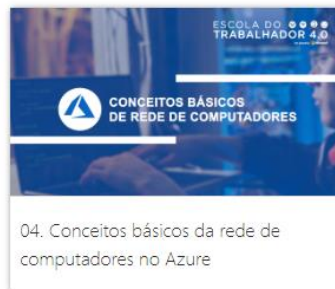 ESCOLA DO
TRABALHADOR 4.0
CONCEITOS BÁSICOS
DE REDE DE COMPUTADORES
04. Conceitos básicos da rede de
computadores no Azure